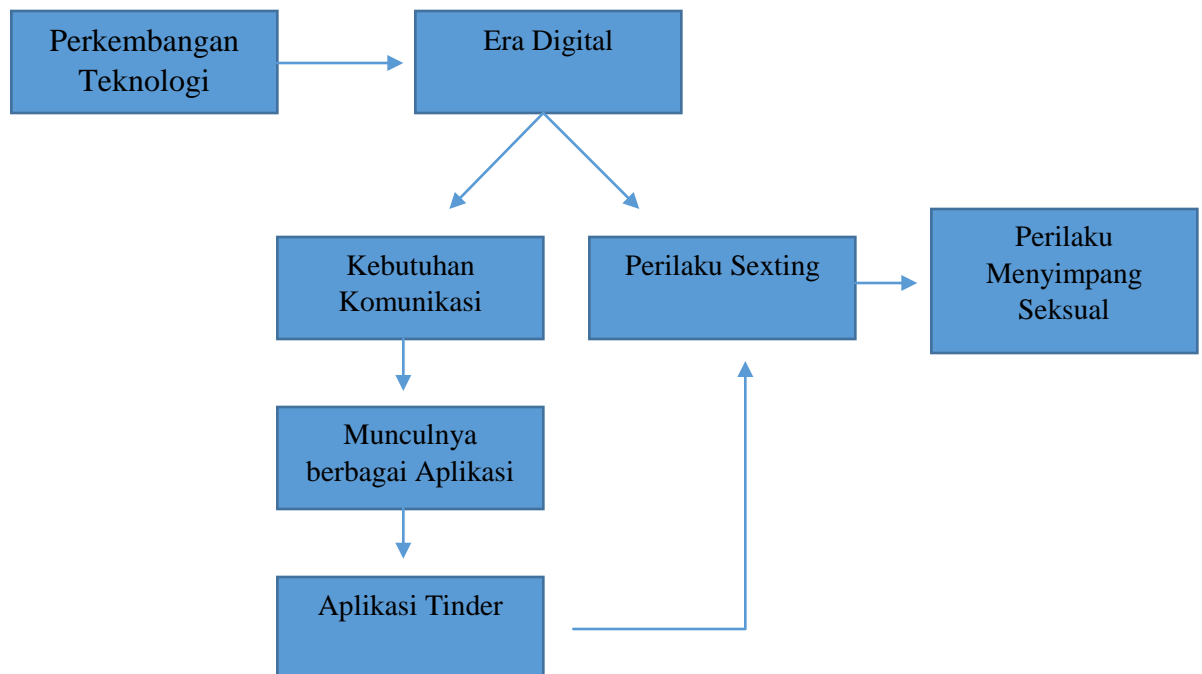 Perkembangan
Teknologi
Era Digital
Kebutuhan
Komunikasi
Perilaku Sexting
Perilaku
Menyimpang
Seksual
Munculnya
berbagai Aplikasi
Aplikasi Tinder